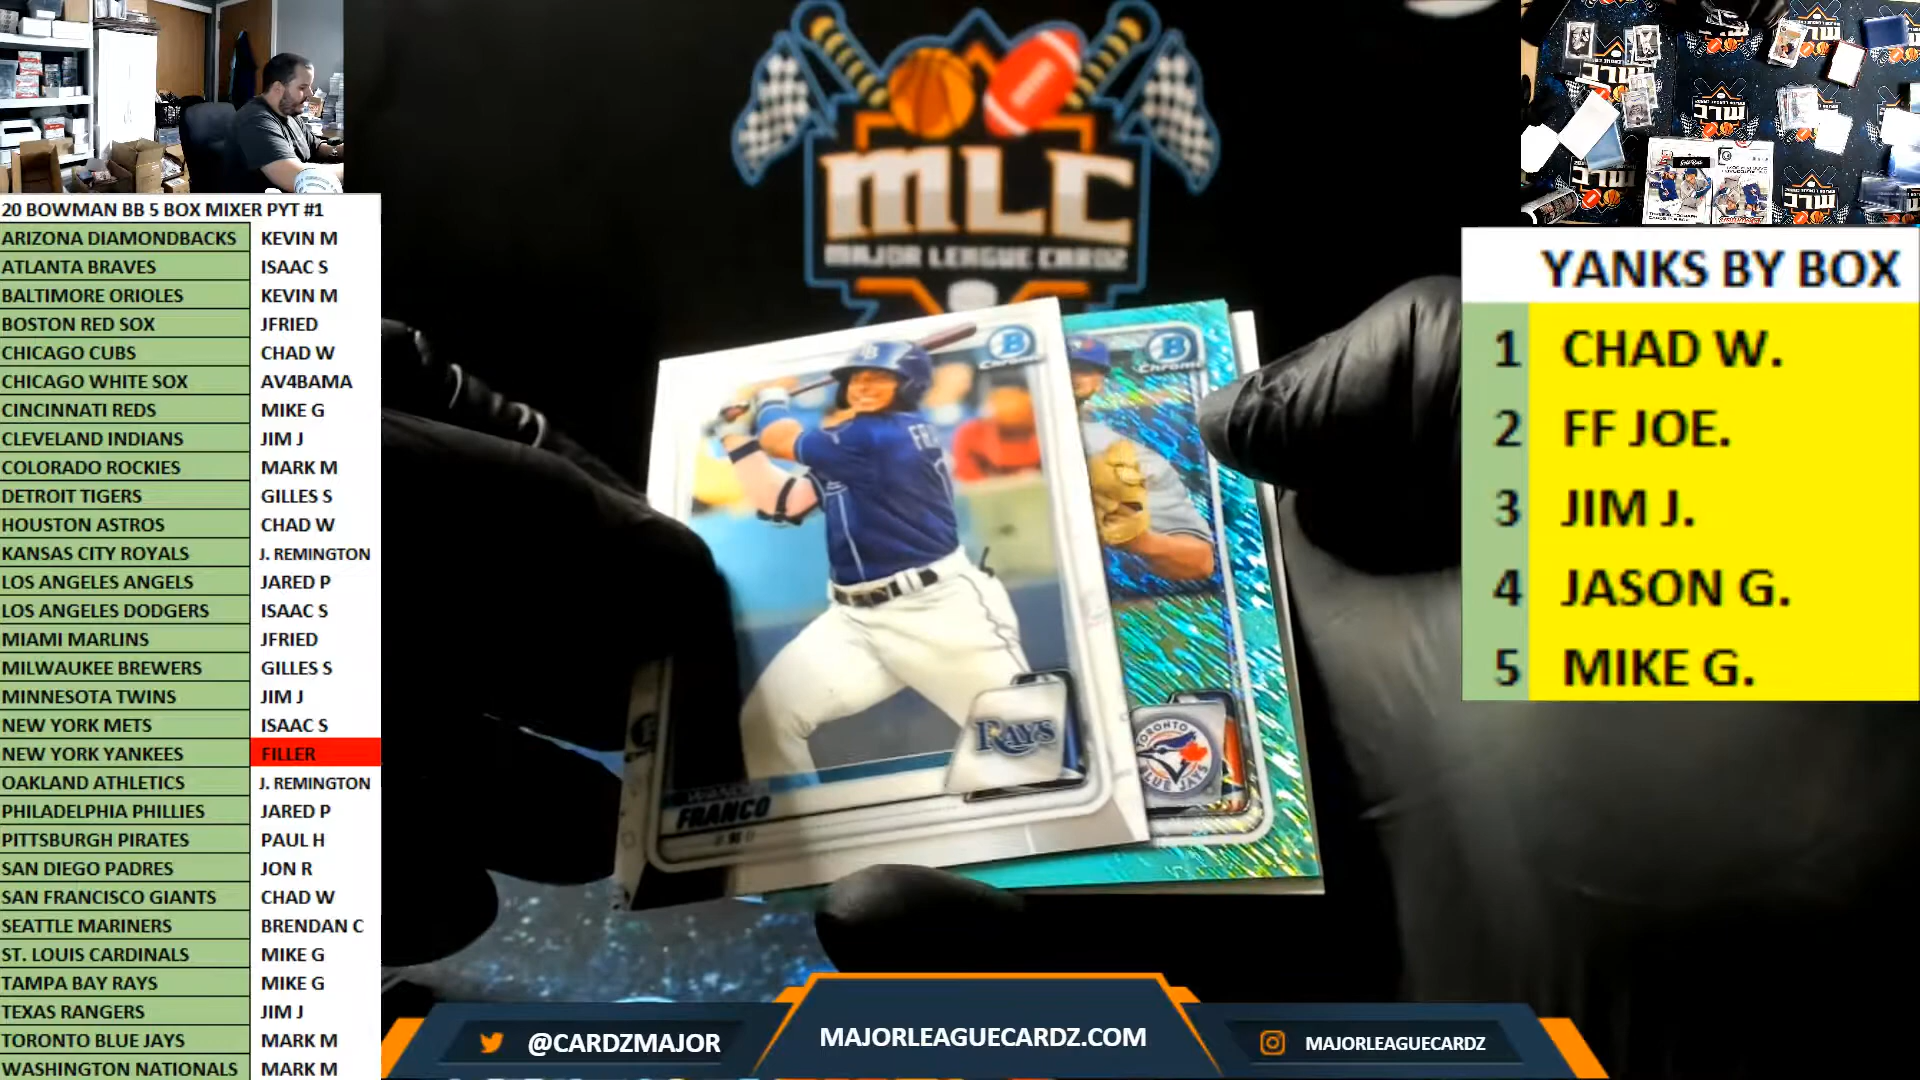 20 BOWMAN BB 5 BOX MIXER PYT #1
ARIZONA DIAMONDBACKS KEVIN M
ATLANTA BRAVES ISAAC S
BALTIMORE ORIOLES KEVIN M
BOSTON RED SOX JFRIED
CHICAGO CUBS CHAD W
CHICAGO WHITE SOX AV4BAMA
CINCINNATI REDS MIKE G
CLEVELAND INDIANS JIM J
COLORADO ROCKIES MARK M
DETROIT TIGERS GILLES S
HOUSTON ASTROS CHAD W
KANSAS CITY ROYALS J. REMINGTON
LOS ANGELES ANGELS JARED P
LOS ANGELES DODGERS ISAAC S
MIAMI MARLINS JFRIED
MILWAUKEE BREWERS GILLES S
MINNESOTA TWINS JIM J
NEW YORK METS ISAAC S
NEW YORK YANKEES FILLER
OAKLAND ATHLETICS J. REMINGTON
PHILADELPHIA PHILLIES JARED P
PITTSBURGH PIRATES PAUL H
SAN DIEGO PADRES JON R
SAN FRANCISCO GIANTS CHAD W
SEATTLE MARINERS BRENDAN C
ST. LOUIS CARDINALS MIKE G
TAMPA BAY RAYS MIKE G
TEXAS RANGERS JIM J
TORONTO BLUE JAYS MARK M
WASHINGTON NATIONALS MARK M
MLC
MAJOR LEAGUE CARDZ
B
Chrome
B
Chrome
RAYS
FRANCO
TORONTO
BLUE JAYS
YANKS BY BOX
1 CHAD W.
2 FF JOE.
3 JIM J.
4 JASON G.
5 MIKE G.
@CARDZMAJOR
MAJORLEAGUECARDZ.COM
MAJORLEAGUECARDZ